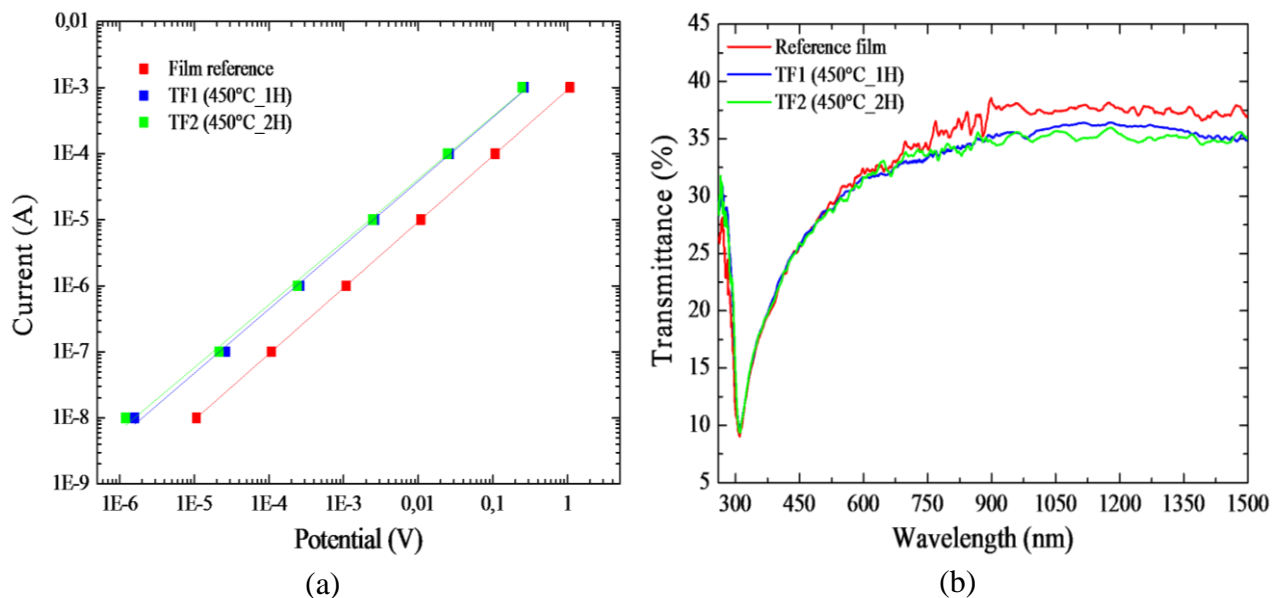 0,01
1E-3
1E-4
1E-5
1E-6
1E-7
1E-8
1E-9
Current (A)
Film reference
TF1 (450°C_1H)
TF2 (450°C_2H)
1E-6 1E-5 1E-4 1E-3 0,01 0,1 1
Potential (V)
(a)
45
40
35
30
25
20
15
10
5
Transmittance (%)
Reference film
TF1 (450°C_1H)
TF2 (450°C_2H)
300 450 600 750 900 1050 1200 1350 1500
Wavelength (nm)
(b)